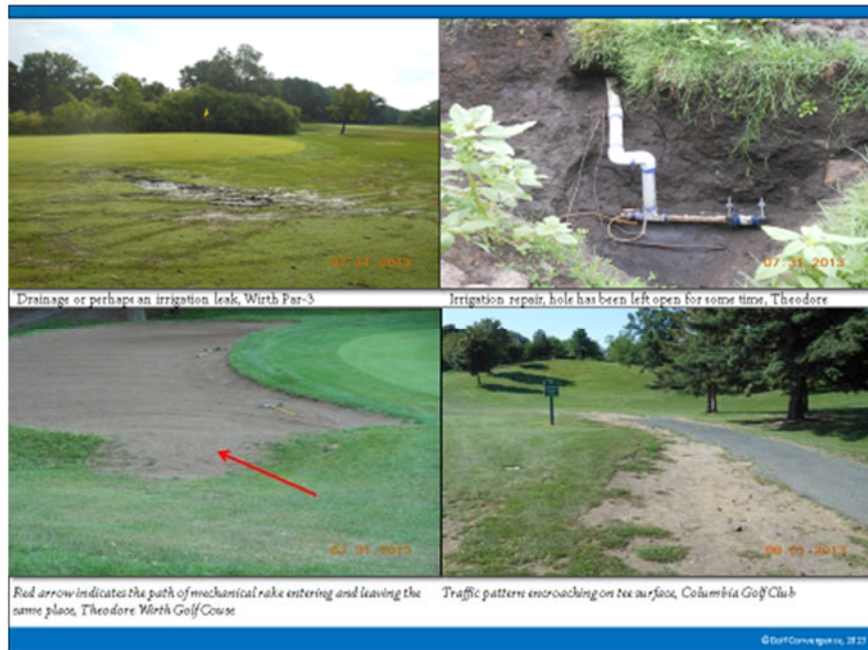 07.31.2013
07.31.2013
Drainage or perhaps an irrigation leak, Wirth Par-3
Irrigation repair, hole has been left open for some time, Theodore
07.31.2013
08.05.2013
Red arrow indicates the path of mechanical rake entering and leaving the
same place, Theodore Wirth Golf Couse
Traffic pattern encroaching on tee surface, Columbia Golf Club
© Golf Convergence, 2013